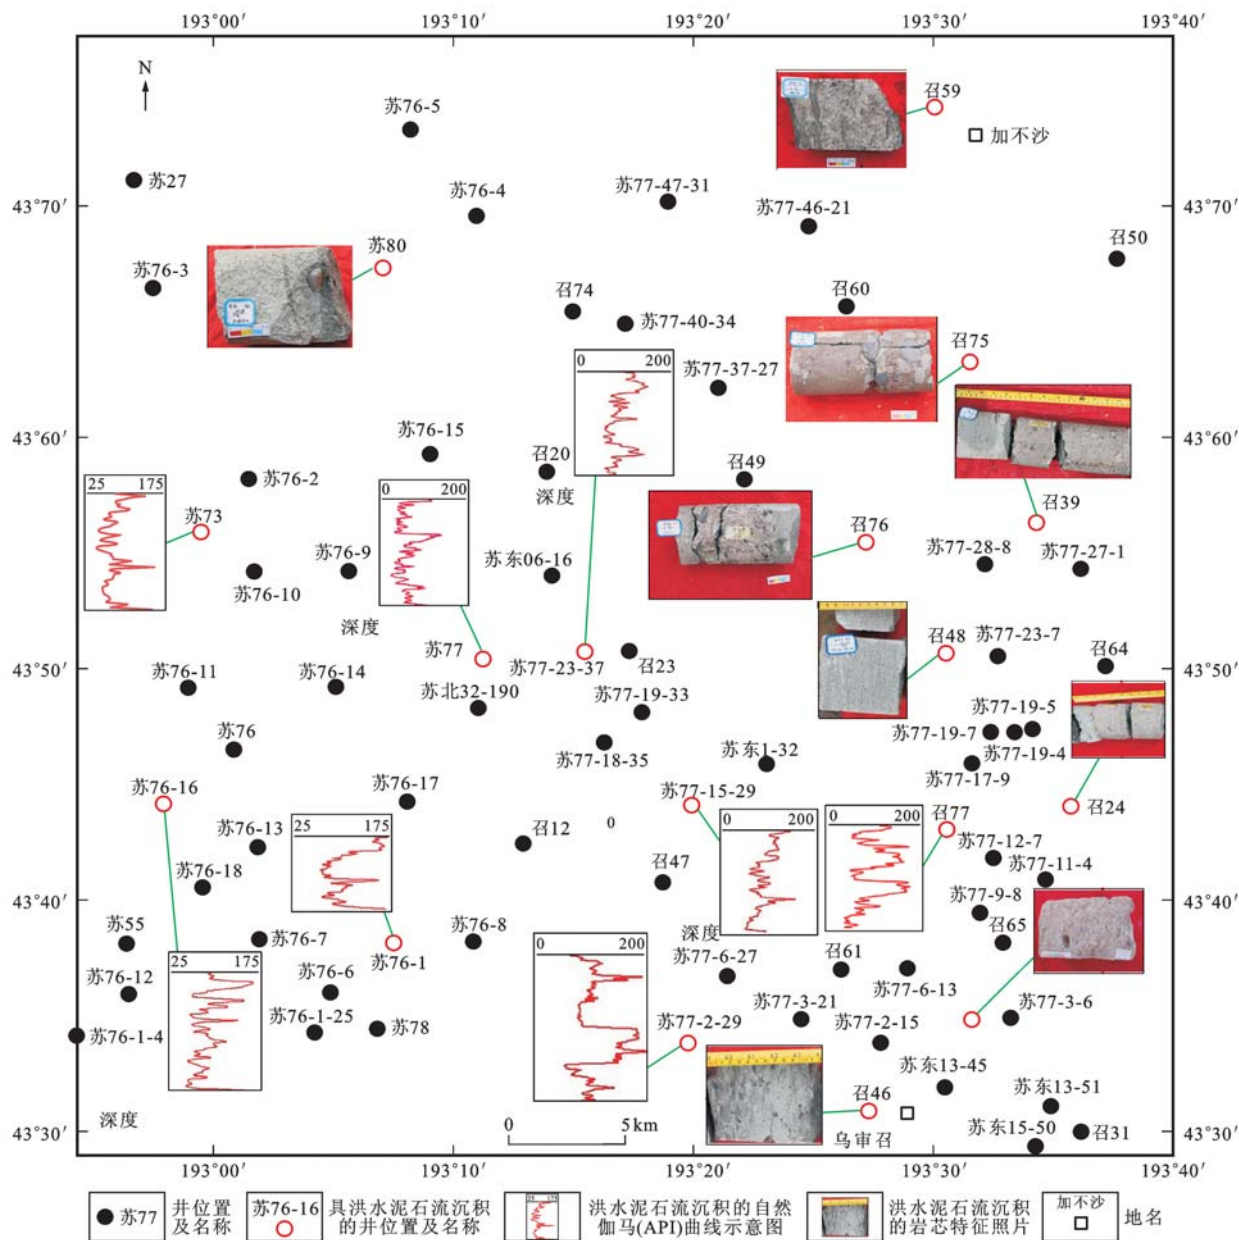 193°00′ 193°10′ 193°20′ 193°30′ 193°40′
N
召59
苏76-5
加不沙
苏27
苏76-4
苏77-47-31
43°70′
苏77-46-21
43°70′
苏80
召50
苏76-3
召74
召60
苏77-40-34
召75
0 200
苏77-37-27
苏76-15
43°60′
43°60′
召20
召49
25 175
苏76-2
0 200
深度
召39
苏73
召76
苏77-28-8
苏77-27-1
苏76-9
苏东06-16
苏76-10
深度
召48
苏77-23-7
苏77
苏77-23-37
召23
召64
43°50′
苏76-11
苏76-14
43°50′
苏北32-190
苏77-19-33
苏77-19-5
苏77-19-7
苏76
苏77-18-35
苏东1-32
苏77-19-4
苏77-17-9
苏76-16
苏76-17
苏77-15-29
召77
召24
25 175
0 200
0 200
苏76-13
召12
0
苏77-12-7
召47
苏77-11-4
苏76-18
43°40′
苏77-9-8
43°40′
苏55
苏76-7
苏76-8
召65
深度
0 200
苏76-1
苏77-6-27
召61
25 175
苏76-12
苏76-6
苏77-6-13
苏77-3-21
苏77-3-6
苏76-1-25
苏78
苏77-2-29
苏77-2-15
苏76-1-4
苏东13-45
召46
苏东13-51
深度
0 5 km
43°30′
乌审召
苏东15-50
召31
43°30′
193°00′ 193°10′ 193°20′ 193°30′ 193°40′
苏77
井位置
及名称
苏76-16
具洪水泥石流沉积
的井位置及名称
25 175
洪水泥石流沉积的自然
伽马(API)曲线示意图
洪水泥石流沉积
的岩芯特征照片
加不沙
地名